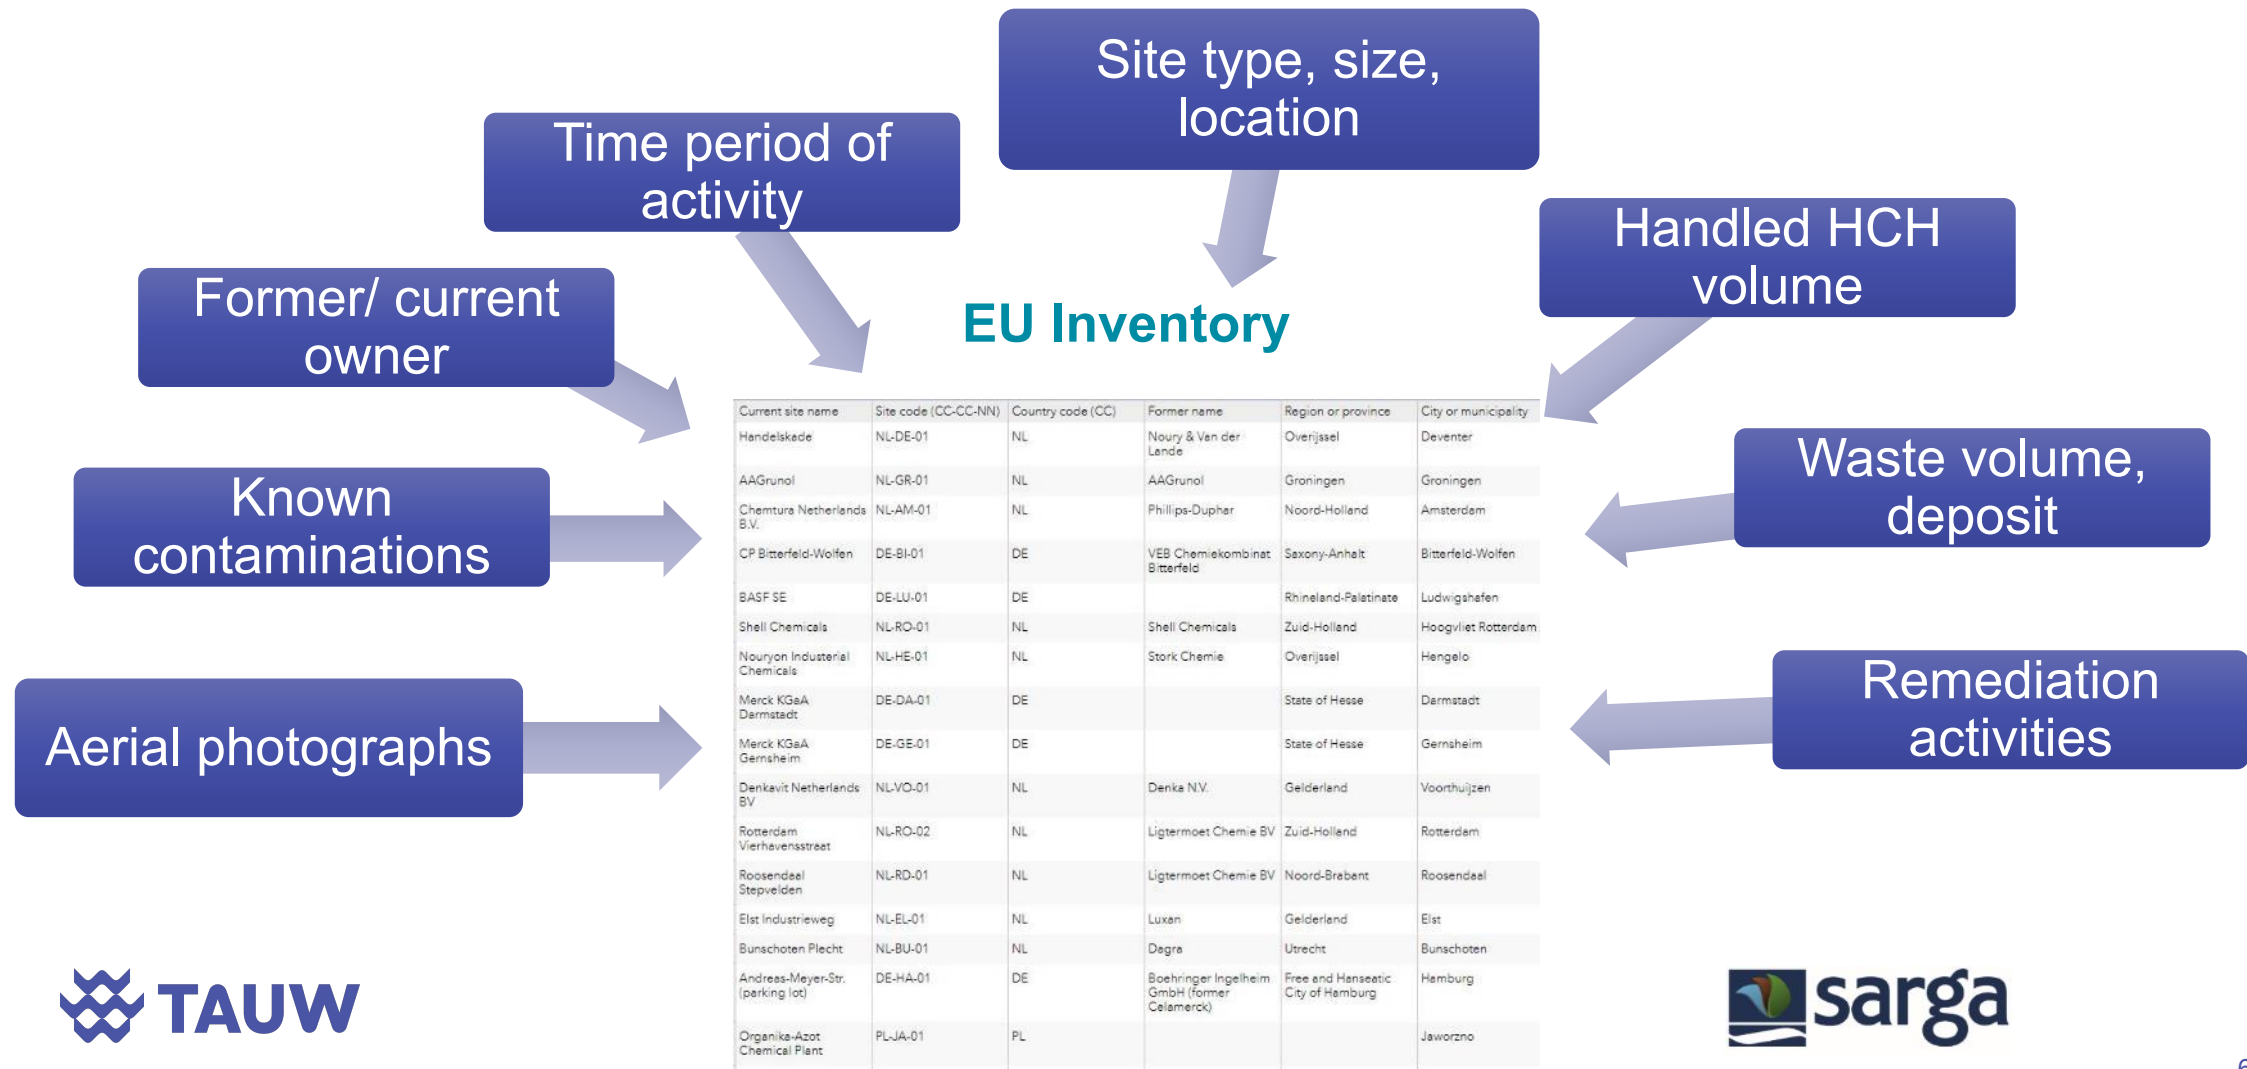 Site type, size,
location
Time period of
activity
Handled HCH
volume
Former/ current
owner
EU Inventory
Known
contaminations
Waste volume,
deposit
Aerial photographs
Remediation
activities
Current site name Site code (CC-CC-NN) Country code (CC) Former name Region or province City or municipality
Handelskade NL-DE-01 NL Noury & Van der Overijssel Deventer
Lande
AAGrunol NL-GR-01 NL AAGrunol Groningen Groningen
Chemtura Netherlands NL-AM-01 NL Phillips-Duphar Noord-Holland Amsterdam
B.V.
CP Bitterfeld-Wolfen DE-BI-01 DE VEB Chemiekombinat Saxony-Anhalt Bitterfeld-Wolfen
Bitterfeld
BASF SE DE-LU-01 DE Rhineland-Palatinate Ludwigshafen
Shell Chemicals NL-RO-01 NL Shell Chemicals Zuid-Holland Hoogvliet Rotterdam
Nouryon Industerial NL-HE-01 NL Stork Chemie Overijssel Hengelo
Chemicals
Merck KGaA DE-DA-01 DE State of Hesse Darmstadt
Darmstadt
Merck KGaA DE-GE-01 DE State of Hesse Gernsheim
Gernsheim
Denkavit Netherlands NL-VO-01 NL Denka N.V. Gelderland Voorthuijzen
BV
Rotterdam NL-RO-02 NL Ligtermoet Chemie BV Zuid-Holland Rotterdam
Vierhavensstraat
Roosendaal NL-RD-01 NL Ligtermoet Chemie BV Noord-Brabant Roosendaal
Stepvelden
Elst Industrieweg NL-EL-01 NL Luxan Gelderland Elst
Bunschoten Plecht NL-BU-01 NL Dagra Utrecht Bunschoten
Andreas-Meyer-Str. DE-HA-01 DE Boehringer Ingelheim Free and Hanseatic Hamburg
(parking lot) GmbH (former City of Hamburg
Celamerck)
Organika-Azot PL-JA-01 PL Jaworzno
Chemical Plant
TAUW
sarga
6